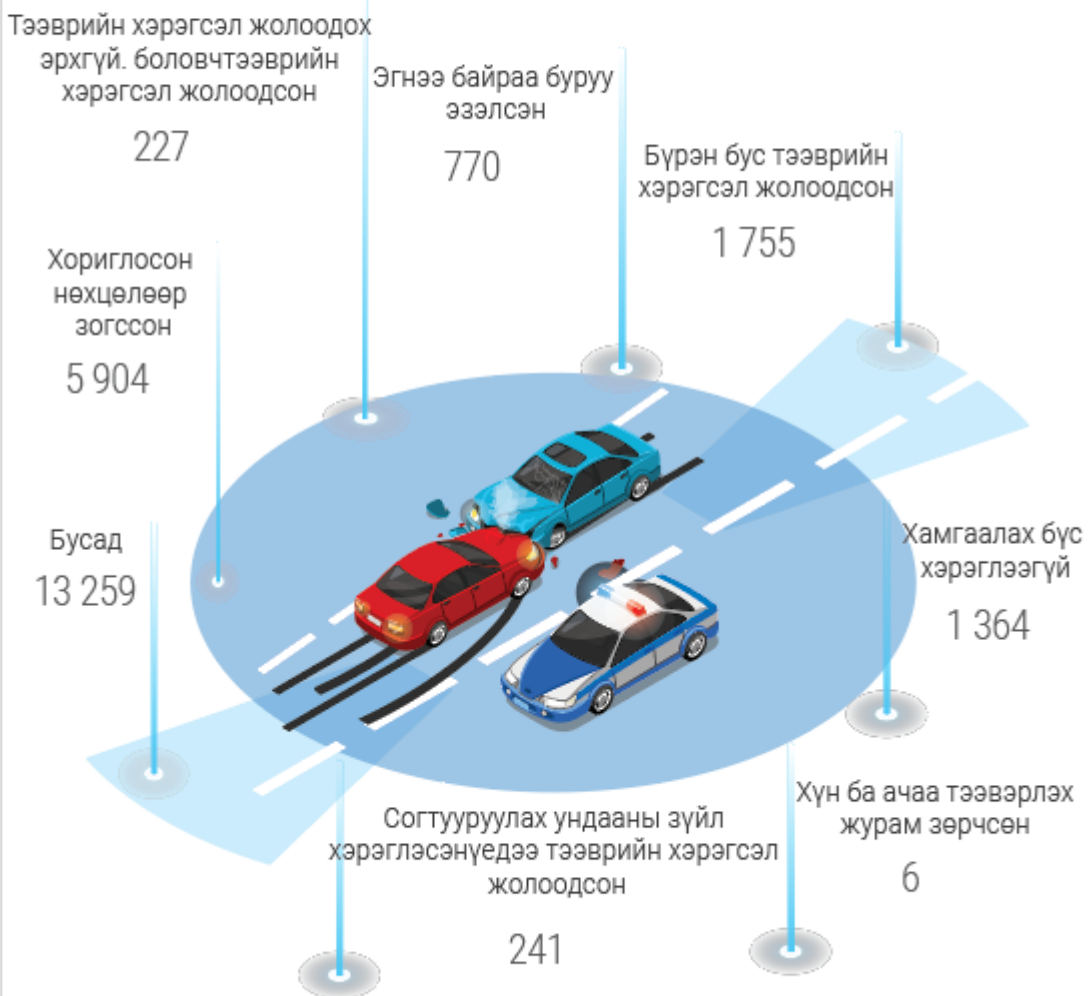 Тээврийн хэрэгсэл жолоодох
эрхгүй. боловчтээврийн
хэрэгсэл жолоодсон
227
Эгнээ байраа буруу
эзэлсэн
770
Бүрэн бус тээврийн
хэрэгсэл жолоодсон
1 755
Хориглосон
нөхцөлөөр
зогссон
5 904
Бусад
13 259
Хамгаалах бүс
хэрэглээгүй
1 364
Согтууруулах ундааны зүйл
хэрэглэсэнүедээ тээврийн хэрэгсэл
жолоодсон
241
Хүн ба ачаа тээвэрлэх
журам зөрчсөн
6